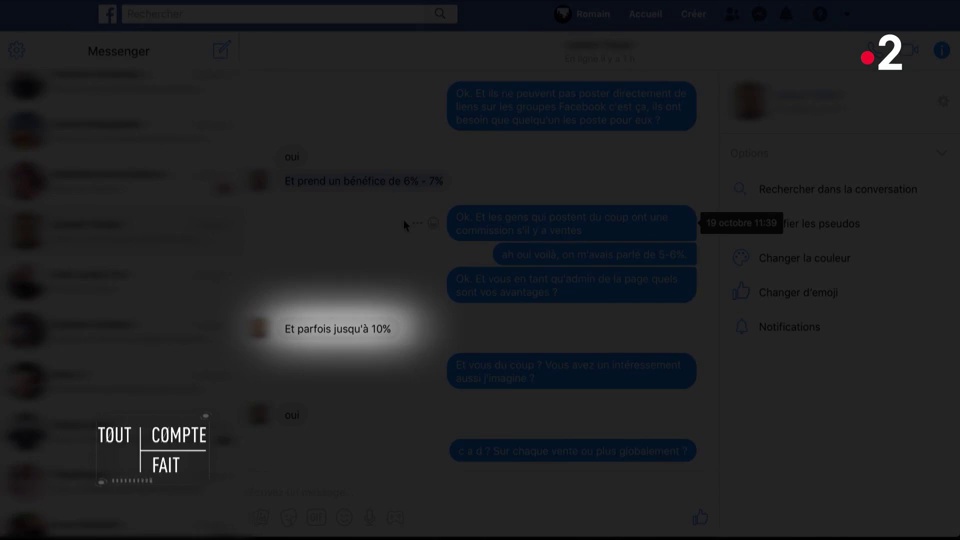 Rechercher
Romain
Accueil
Créer
Messenger
2
En ligne il y a 1 h
Ok. Et ils ne peuvent pas poster directement de
liens sur les groupes Facebook c'est ça, ils ont
besoin que quelqu'un les poste pour eux ?
oui
Et prend un bénéfice de 6% - 7%
Ok. Et les gens qui postent du coup ont une
commission s'il y a ventes
19 octobre 11:39
ah oui voilà, on m'avais parlé de 5-6%
Ok. Et vous en tant qu'admin de la page quels
sont vos avantages ?
Et parfois jusqu'à 10%
Et vous du coup ? Vous avez un intéressement
aussi j'imagine ?
oui
c a d ? Sur chaque vente ou plus globalement ?
Options
Rechercher dans la conversation
fier les pseudos
Changer la couleur
Changer d'emoji
Notifications
TOUT COMPTE
FAIT